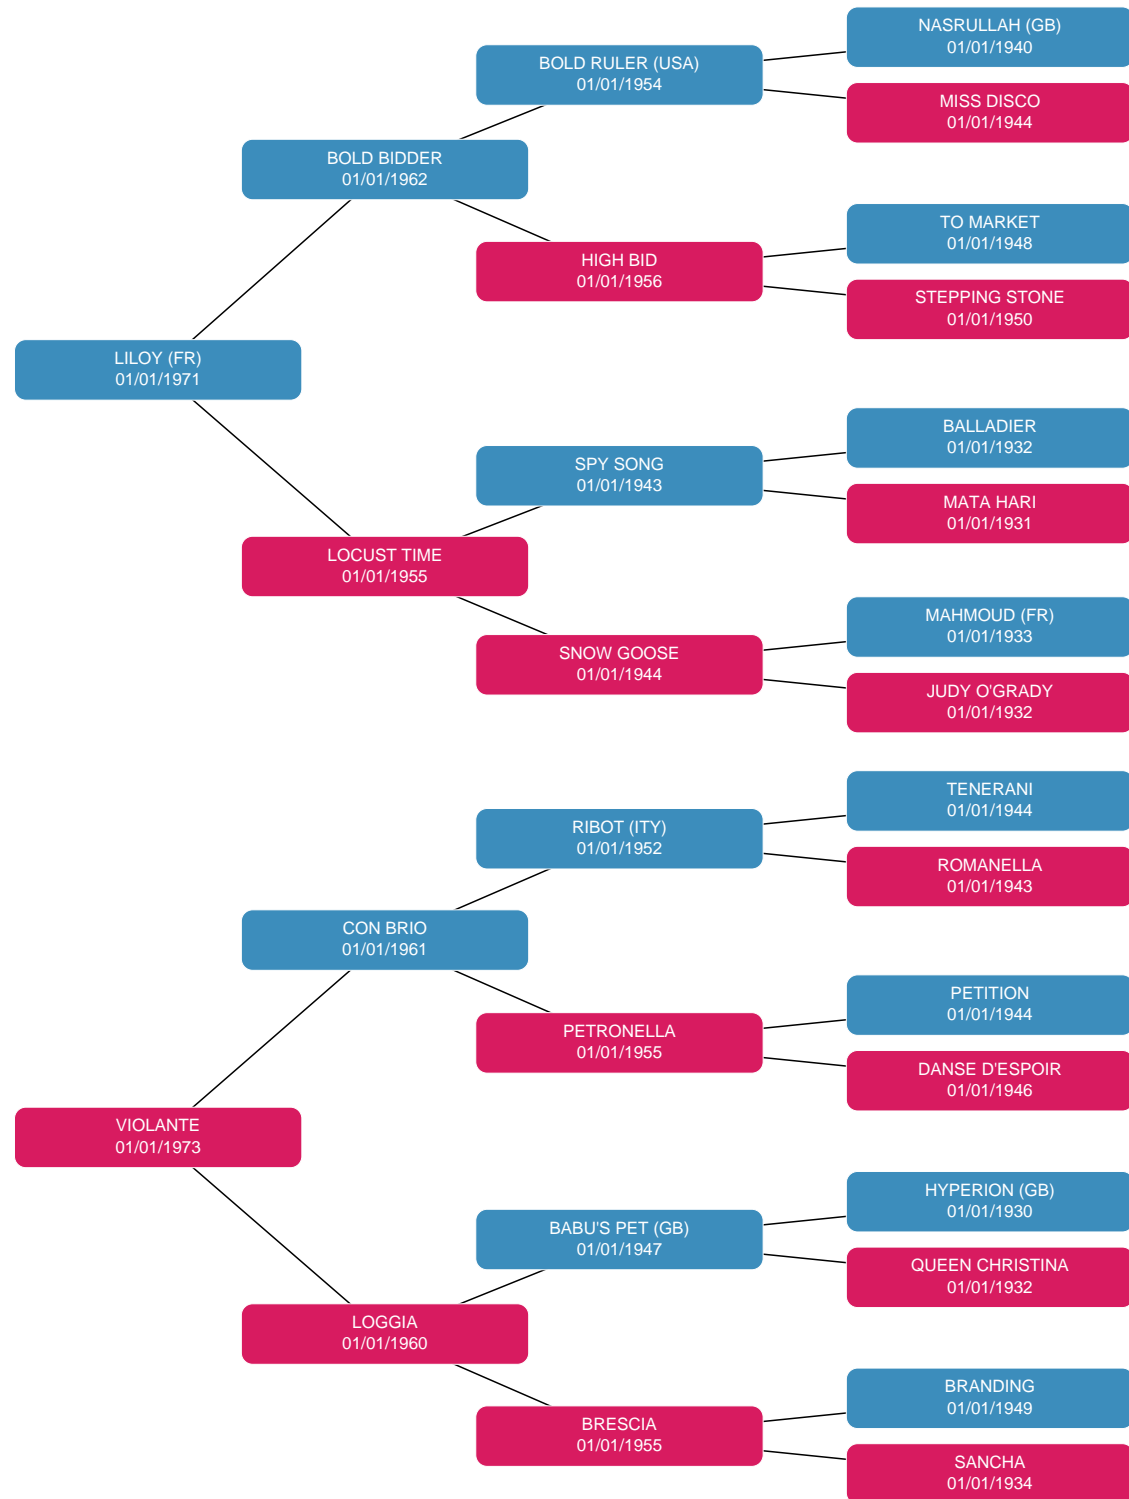 NASRULLAH (GB)
01/01/1940
BOLD RULER (USA)
01/01/1954
MISS DISCO
01/01/1944
BOLD BIDDER
01/01/1962
TO MARKET
01/01/1948
HIGH BID
01/01/1956
STEPPING STONE
01/01/1950
LILOY (FR)
01/01/1971
BALLADIER
01/01/1932
SPY SONG
01/01/1943
MATA HARI
01/01/1931
LOCUST TIME
01/01/1955
MAHMOUD (FR)
01/01/1933
SNOW GOOSE
01/01/1944
JUDY O'GRADY
01/01/1932
TENERANI
01/01/1944
RIBOT (ITY)
01/01/1952
ROMANELLA
01/01/1943
CON BRIO
01/01/1961
PETITION
01/01/1944
PETRONELLA
01/01/1955
DANSE D'ESPOIR
01/01/1946
VIOLANTE
01/01/1973
HYPERION (GB)
01/01/1930
BABU'S PET (GB)
01/01/1947
QUEEN CHRISTINA
01/01/1932
LOGGIA
01/01/1960
BRANDING
01/01/1949
BRESCIA
01/01/1955
SANCHA
01/01/1934